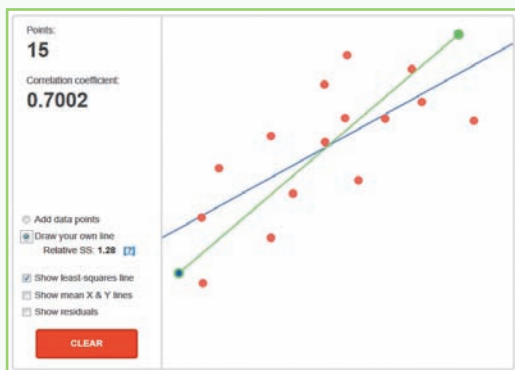 Points:
15
Correlation coefficient:
0.7002
Add data points
Draw your own line
Relative SS: 1.28 [?]
Show least-squares line
Show mean X & Y lines
Show residuals
CLEAR